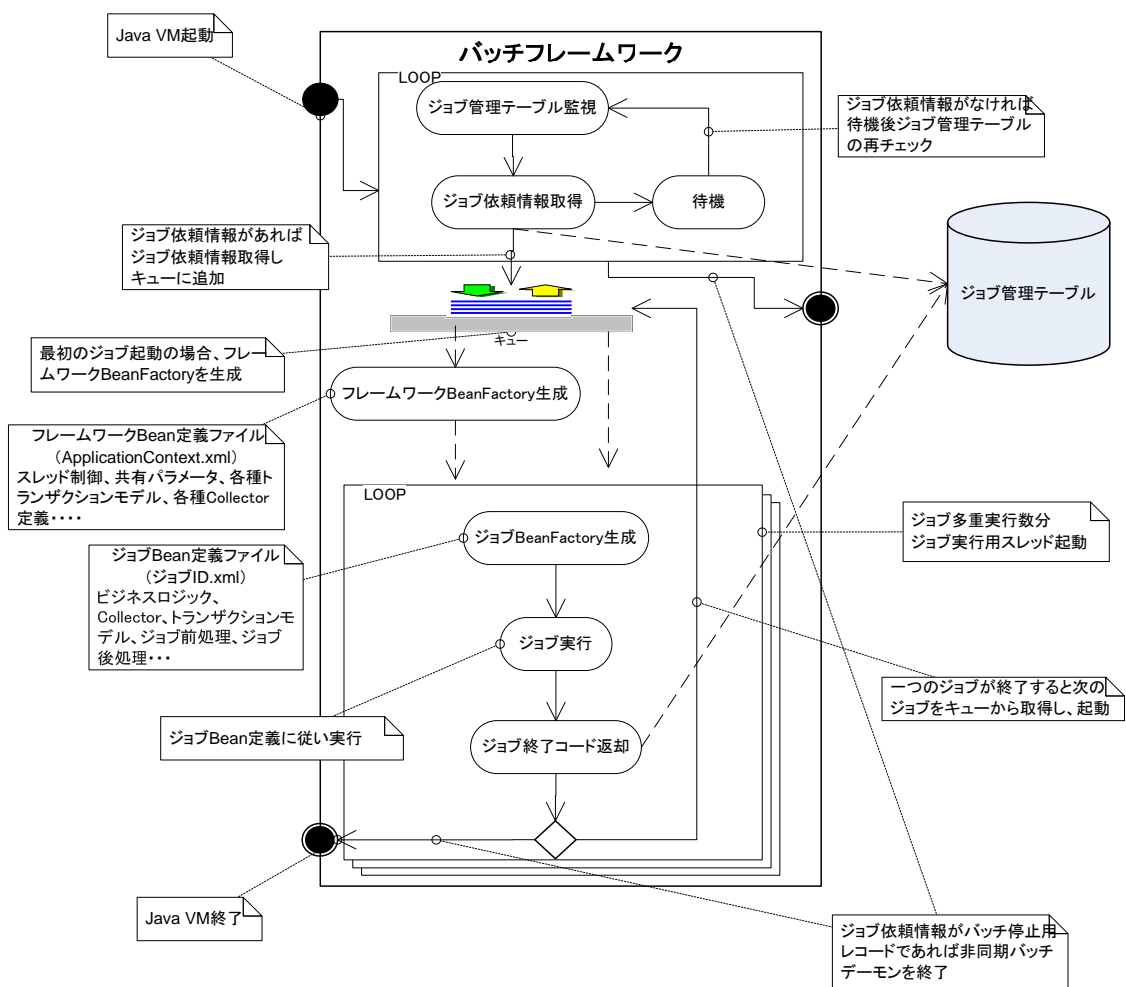 Java VM起動
バッチフレームワーク
LOOP
ジョブ管理テーブル監視
ジョブ依頼情報がなければ
待機後ジョブ管理テーブル
の再チェック
ジョブ依頼情報取得
待機
ジョブ依頼情報があれば
ジョブ依頼情報取得し
キューに追加
ジョブ管理テーブル
キュー
最初のジョブ起動の場合、フレー
ムワークBeanFactoryを生成
フレームワークBeanFactory生成
フレームワークBean定義ファイル
（ApplicationContext.xml）
スレッド制御、共有パラメータ、各種ト
ランザクションモデル、各種Collector
定義・・・・
LOOP
ジョブ多重実行数分
ジョブ実行用スレッド起動
ジョブBeanFactory生成
ジョブBean定義ファイル
（ジョブID.xml）
ビジネスロジック、
Collector、トランザクションモ
デル、ジョブ前処理、ジョブ
後処理・・・
ジョブ実行
一つのジョブが終了すると次の
ジョブをキューから取得し、起動
ジョブBean定義に従い実行
ジョブ終了コード返却
Java VM終了
ジョブ依頼情報がバッチ停止用
レコードであれば非同期バッチ
デーモンを終了